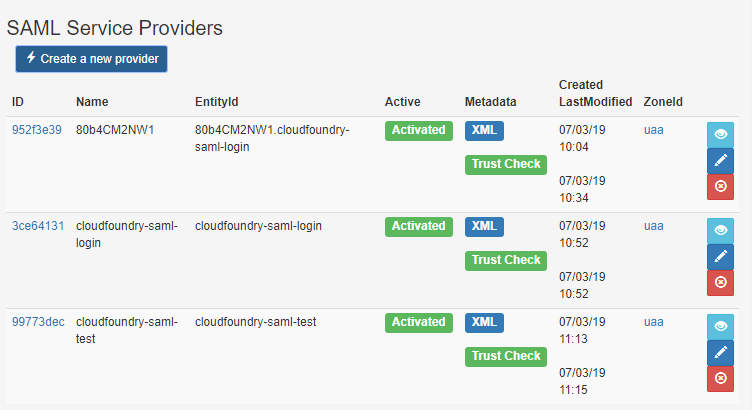 SAML Service Providers
Create a new provider
ID Name EntityId Active Metadata Created LastModified ZoneId
952f3e39 80b4CM2NW1 80b4CM2NW1.cloudfoundry- Activated XML 07/03/19 uaa
saml-login 10:04
Trust Check
07/03/19
10:34
3ce64131 cloudfoundry-saml- cloudfoundry-saml-login Activated XML 07/03/19 uaa
login 10:52
Trust Check
07/03/19
10:52
99773dec cloudfoundry-saml- cloudfoundry-saml-test Activated XML 07/03/19 uaa
test 11:13
Trust Check
07/03/19
11:15